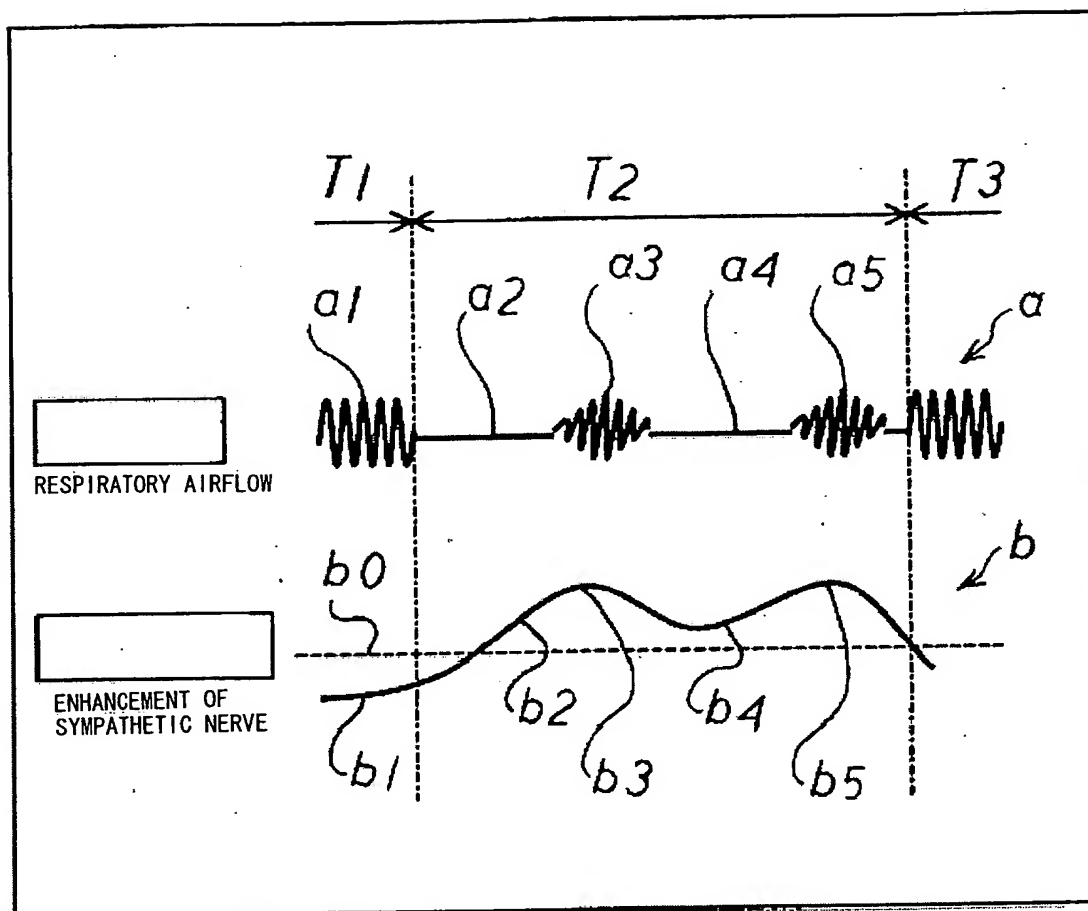 T1 T2 T3
a1 a2 a3 a4 a5 a
RESPIRATORY AIRFLOW
b0 b
ENHANCEMENT OF
SYMPATHETIC NERVE
b1 b2 b3 b4 b5